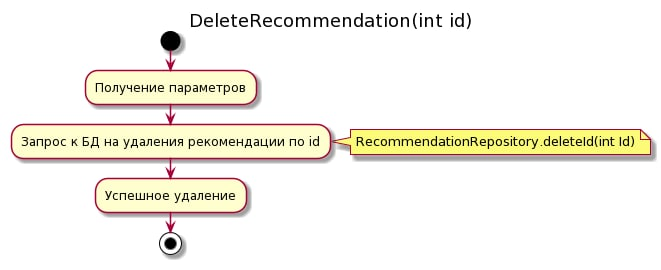 DeleteRecommendation(int id)
Получение параметров
Запрос к БД на удаления рекомендации по id
RecommendationRepository.deleteId(int Id)
Успешное удаление